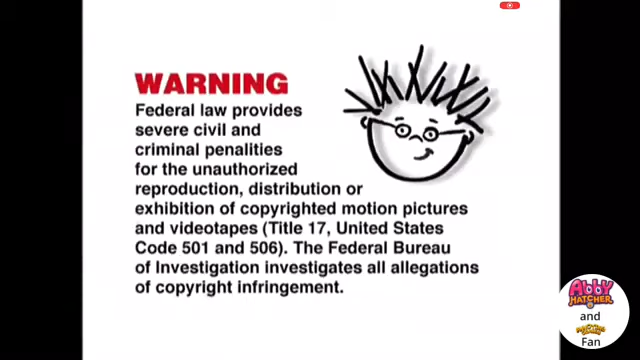 WARNING
Federal law provides
severe civil and
criminal penalities
for the unauthorized
reproduction, distribution or
exhibition of copyrighted motion pictures
and videotapes (Title 17, United States
Code 501 and 506). The Federal Bureau
of Investigation investigates all allegations
of copyright infringement.
ABBY
HATCHER
and
Fan